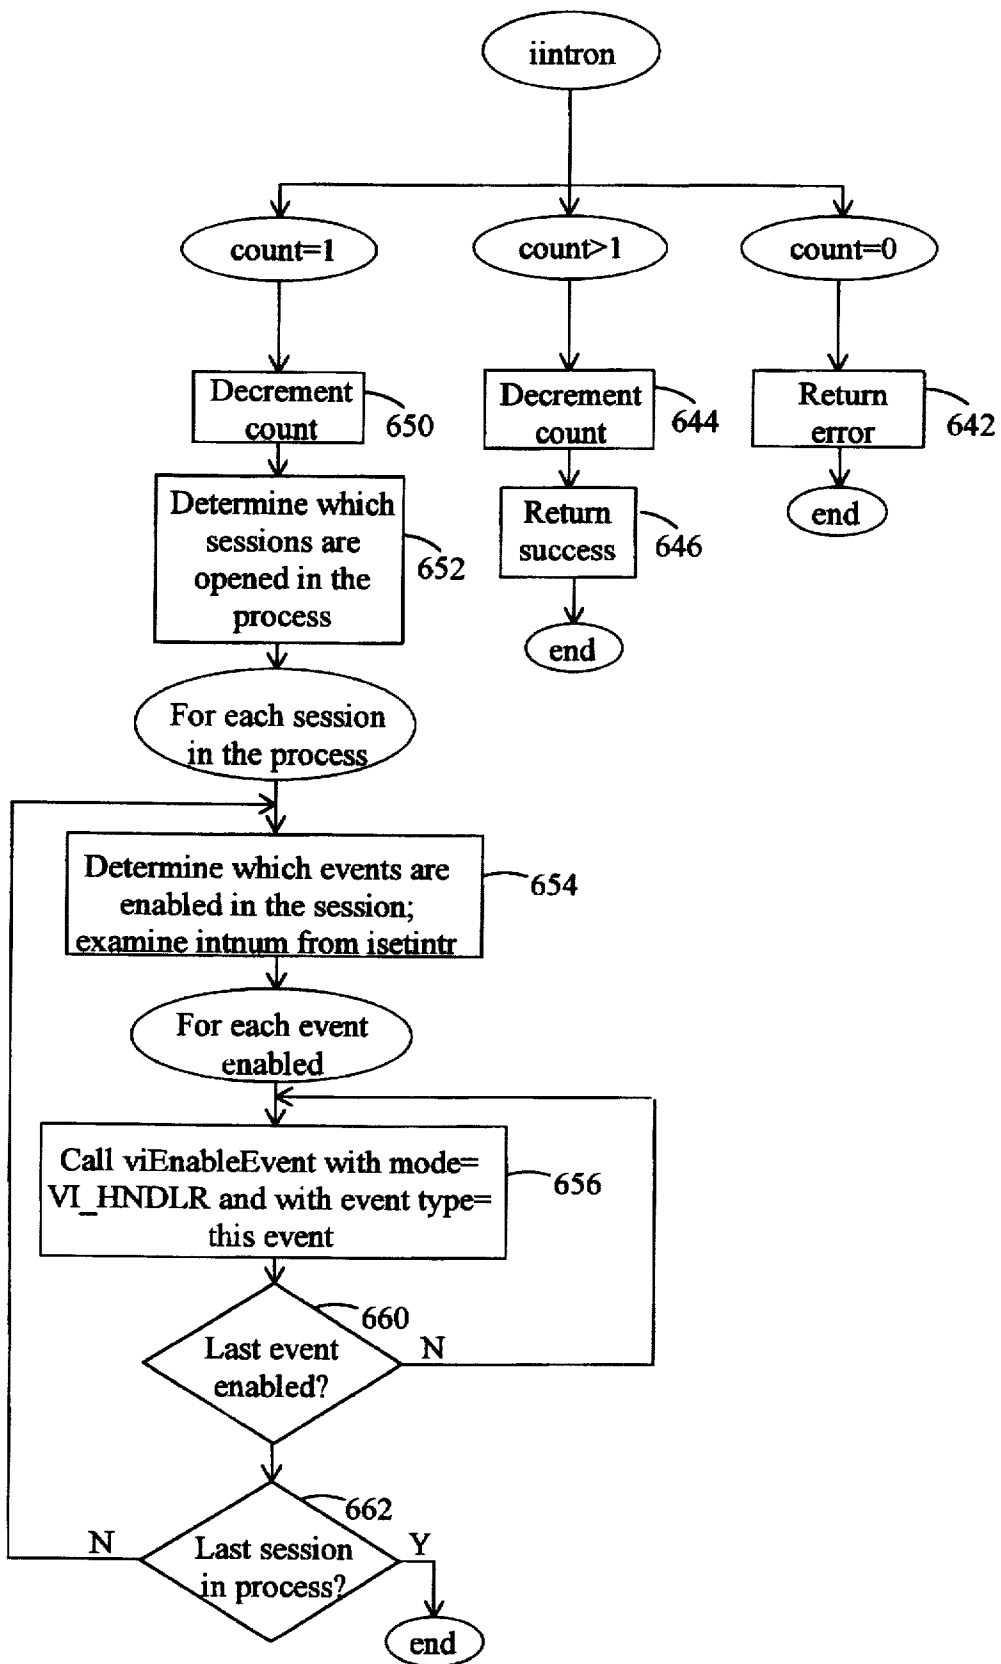 iintron
count=1
count>1
count=0
Decrement
count
650
Decrement
count
644
Return
error
642
Determine which
sessions are
opened in the
process
652
Return
success
646
end
end
For each session
in the process
Determine which events are
enabled in the session;
examine intnum from isetintr
654
For each event
enabled
Call viEnableEvent with mode=
VI_HNDLR and with event type=
this event
656
660
Last event
enabled?
N
662
Last session
in process?
N
Y
end